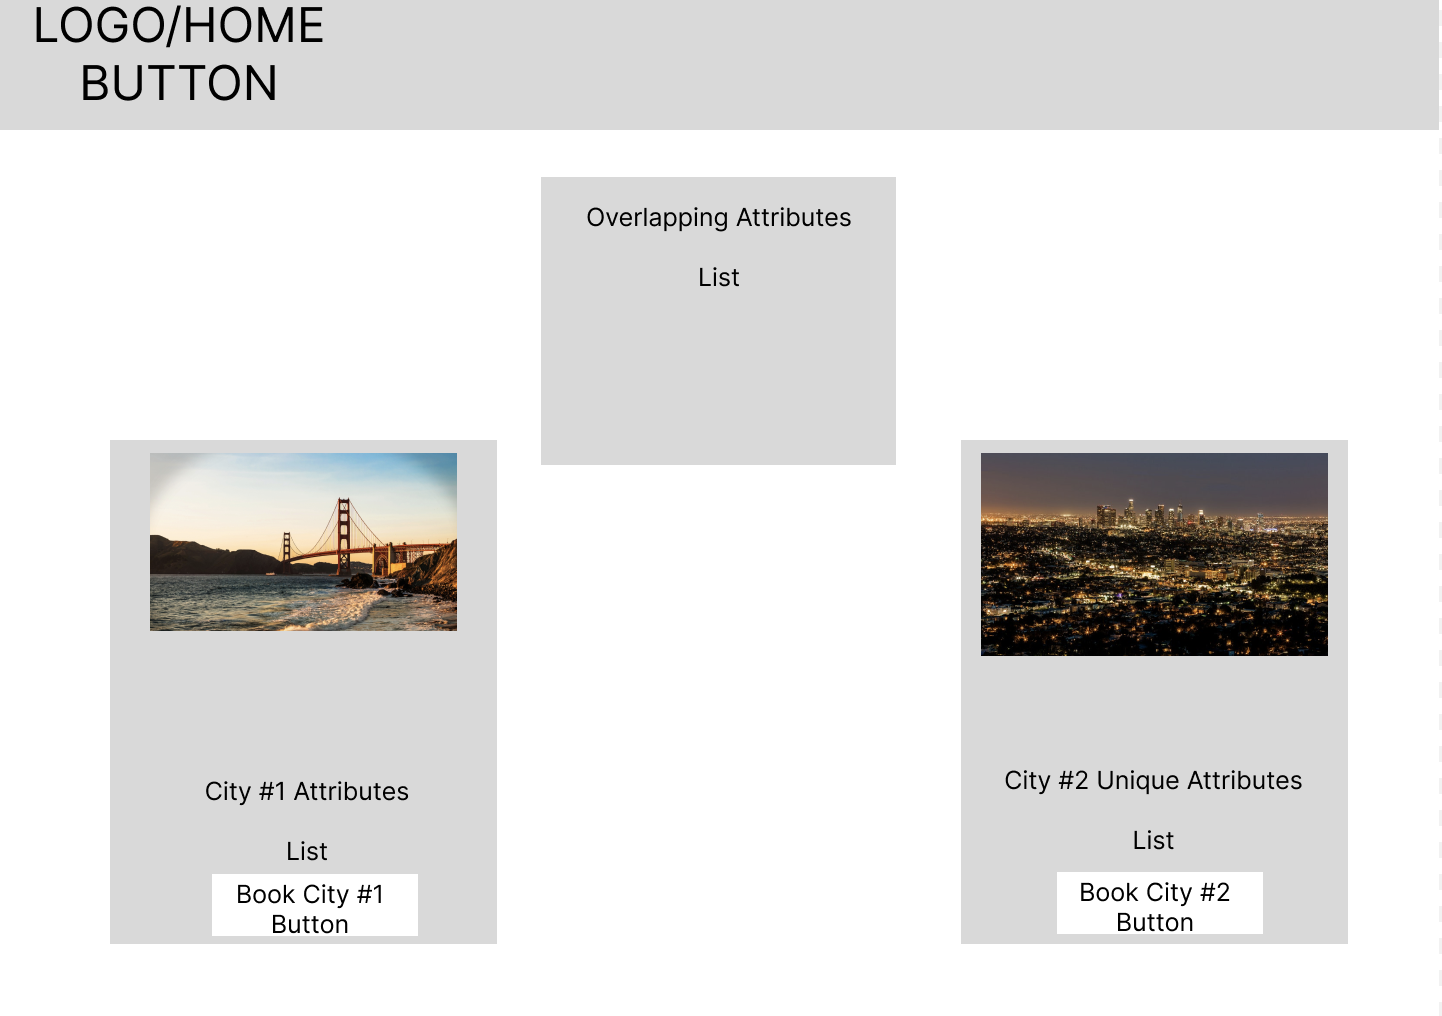 LOGO/HOME
BUTTON
Overlapping Attributes
List
City #1 Attributes
List
Book City #1
Button
City #2 Unique Attributes
List
Book City #2
Button